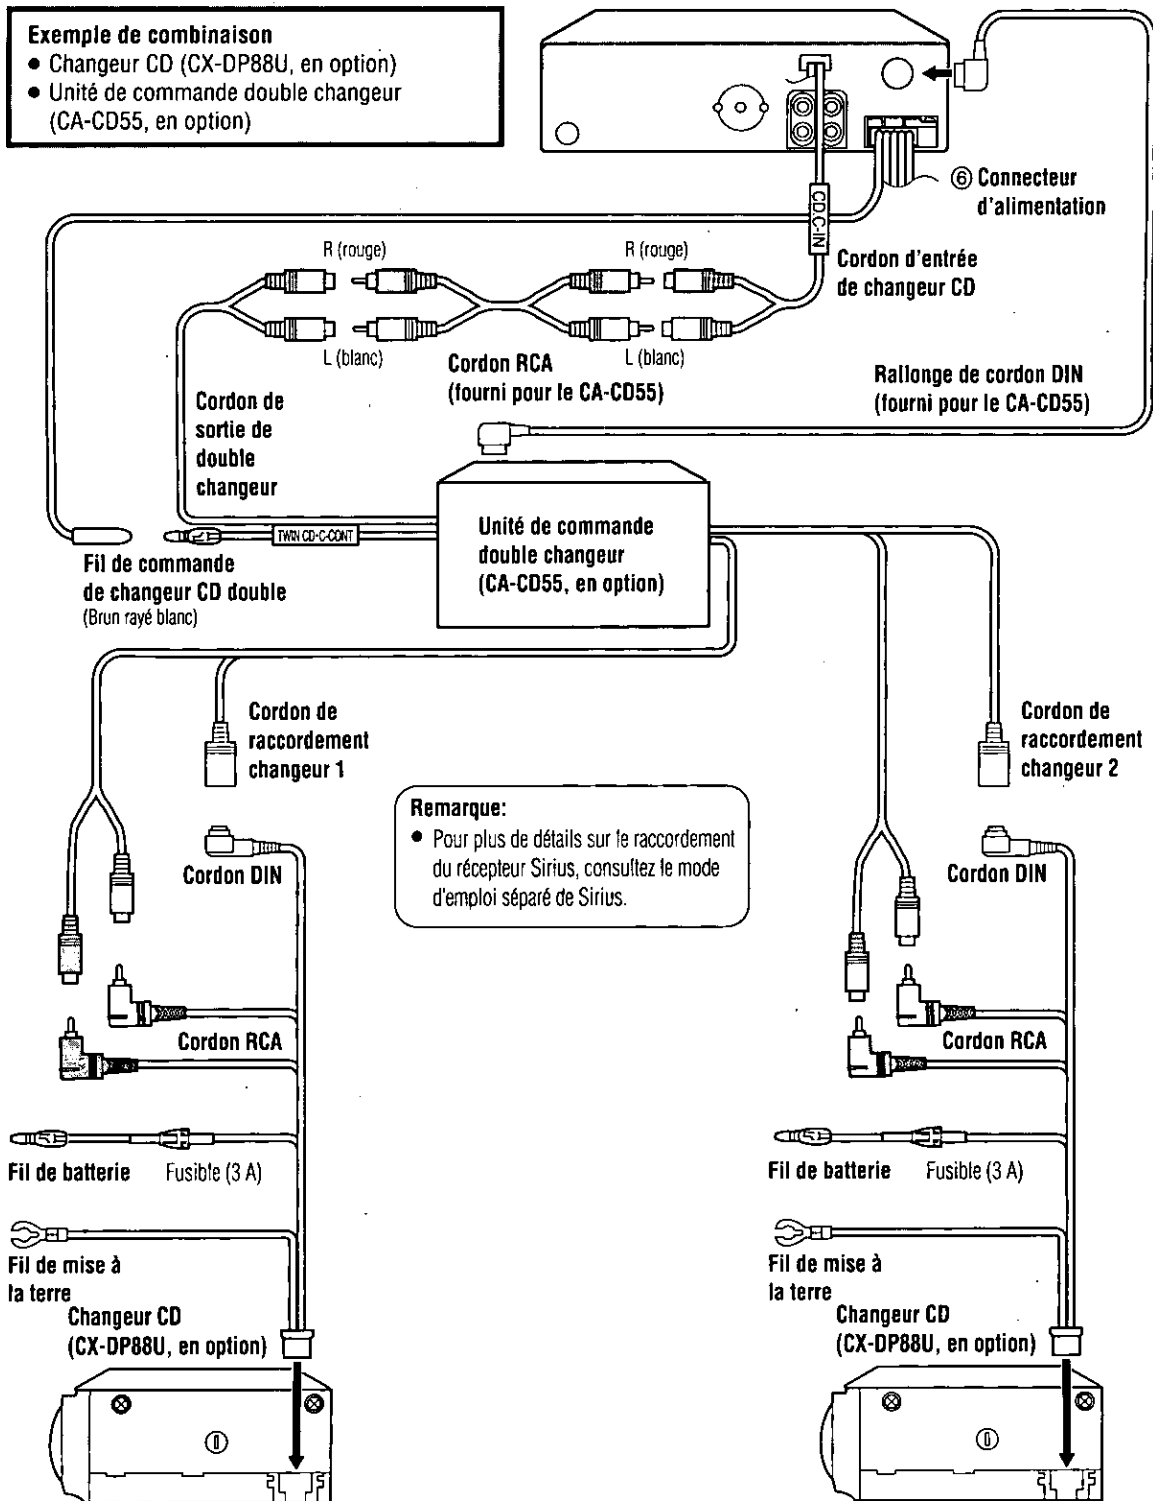 Exemple de combinaison
● Changeur CD (CX-DP88U, en option)
● Unité de commande double changeur
(CA-CD55, en option)
⑥ Connecteur
d'alimentation
CD.C-IN
R (rouge)
R (rouge)
Cordon d'entrée
de changeur CD
L (blanc)
L (blanc)
Cordon RCA
(fourni pour le CA-CD55)
Rallonge de cordon DIN
(fourni pour le CA-CD55)
Cordon de
sortie de
double
changeur
TWIN CD-C-CONT
Unité de commande
double changeur
(CA-CD55, en option)
Fil de commande
de changeur CD double
(Brun rayé blanc)
Cordon de
raccordement
changeur 1
Cordon de
raccordement
changeur 2
Remarque:
● Pour plus de détails sur le raccordement
du récepteur Sirius, consultez le mode
d'emploi séparé de Sirius.
Cordon DIN
Cordon DIN
Cordon RCA
Cordon RCA
Fil de batterie
Fusible (3 A)
Fil de batterie
Fusible (3 A)
Fil de mise à
la terre
Fil de mise à
la terre
Changeur CD
(CX-DP88U, en option)
Changeur CD
(CX-DP88U, en option)